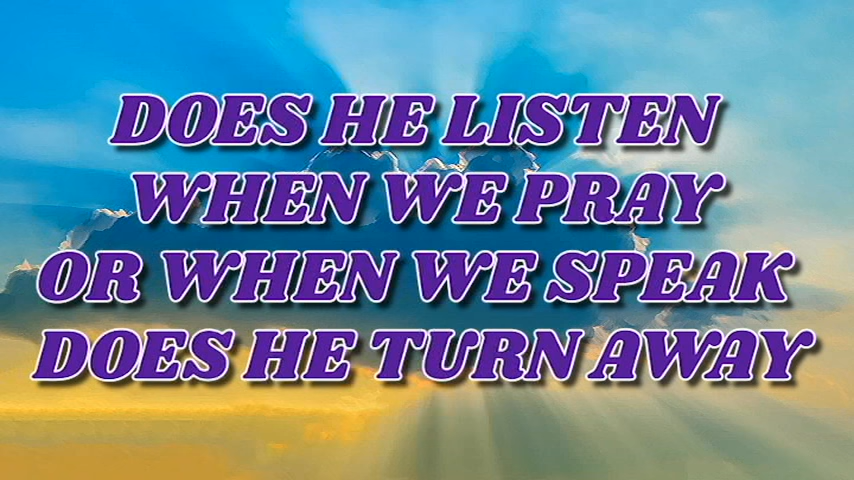 DOES HE LISTEN
WHEN WE PRAY
OR WHEN WE SPEAK
DOES HE TURN AWAY